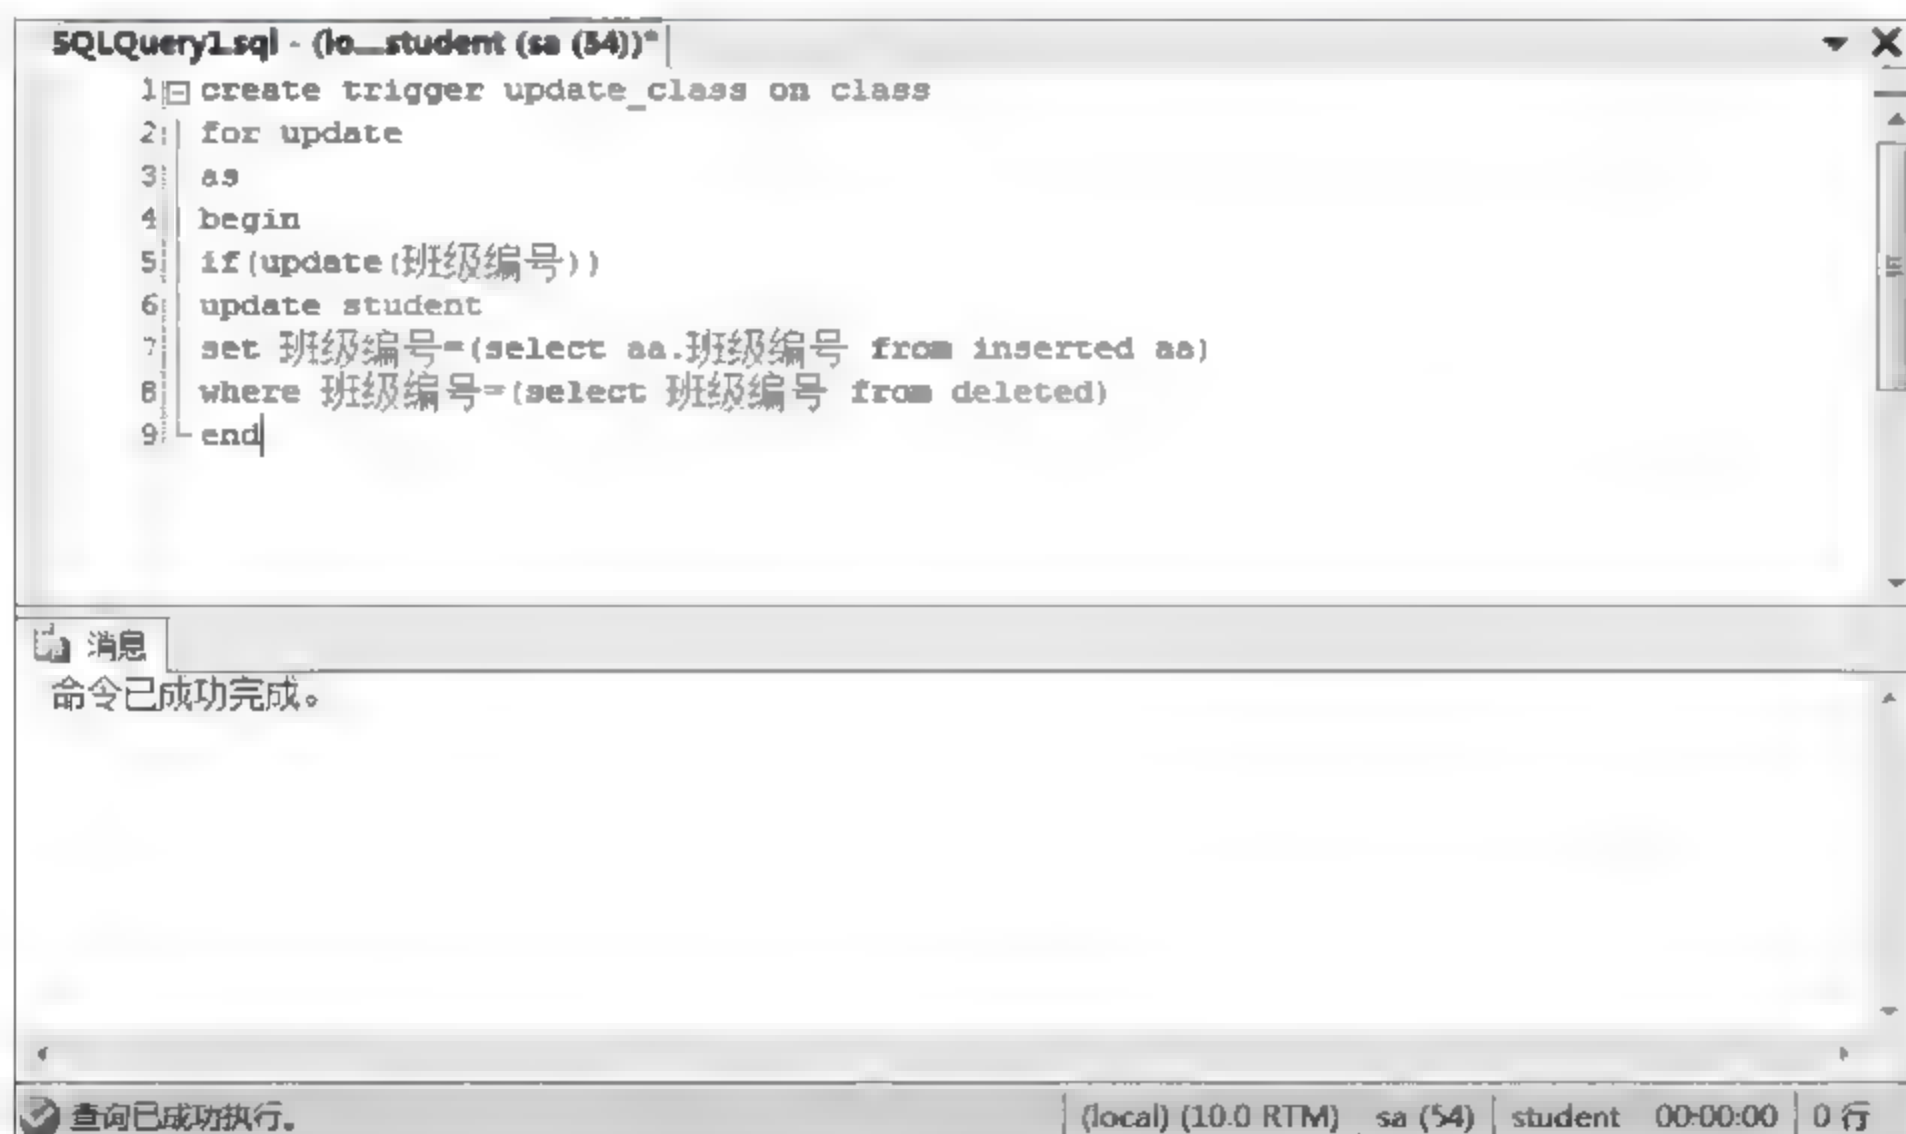 SQLQuery1.sql - (lo...student (sa (54))*
1 create trigger update_class on class
2 for update
3 as
4 begin
5 if(update(班级编号))
6 update student
7 set 班级编号=(select aa.班级编号 from inserted aa)
8 where 班级编号=(select 班级编号 from deleted)
9 end
消息
命令已成功完成。
查询已成功执行。 (local) (10.0 RTM) sa (54) student 00:00:00 0 行